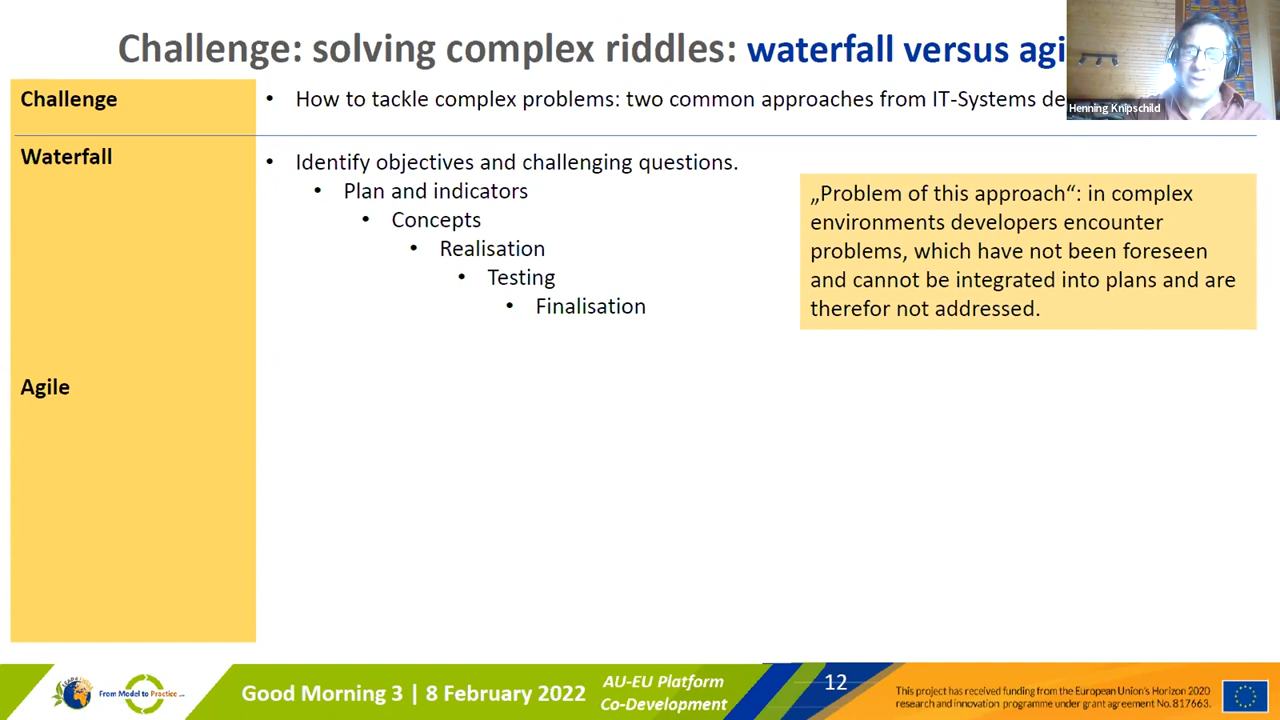 Challenge: solving complex riddles: waterfall versus agi
Challenge
• How to tackle complex problems: two common approaches from IT-Systems de
Henning Knipschild
Waterfall
• Identify objectives and challenging questions.
• Plan and indicators
• Concepts
• Realisation
• Testing
• Finalisation
„Problem of this approach“: in complex
environments developers encounter
problems, which have not been foreseen
and cannot be integrated into plans and are
therefor not addressed.
Agile
From Model to Practice
Good Morning 3 | 8 February 2022
AU-EU Platform
Co-Development
12
This project has received funding from the European Union's Horizon 2020
research and innovation programme under grant agreement No. 817663.